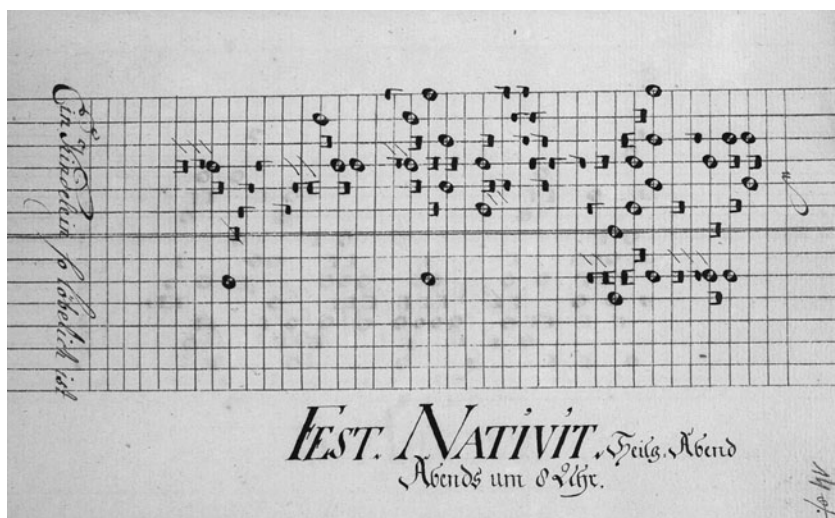 Ein Kindelein so löbelich ist
FEST. NATIVIT. Heilg. Abend
Abends um 8 Uhr.